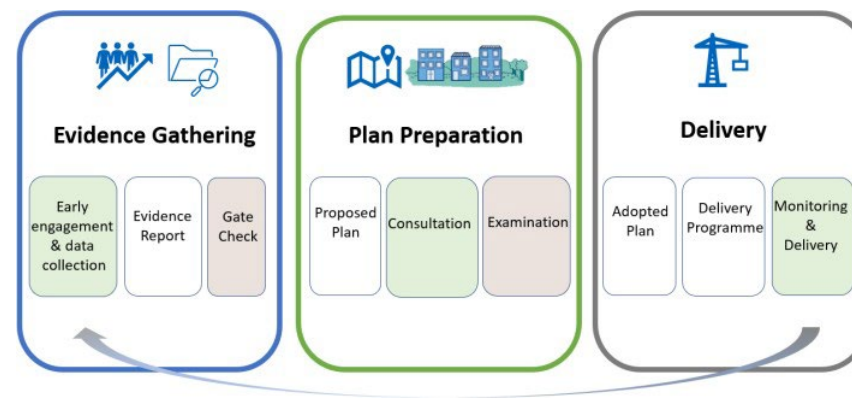 Evidence Gathering
Early
engagement
& data
collection
Evidence
Report
Gate
Check
Plan Preparation
Proposed
Plan
Consultation
Examination
Delivery
Adopted
Plan
Delivery
Programme
Monitoring
&
Delivery